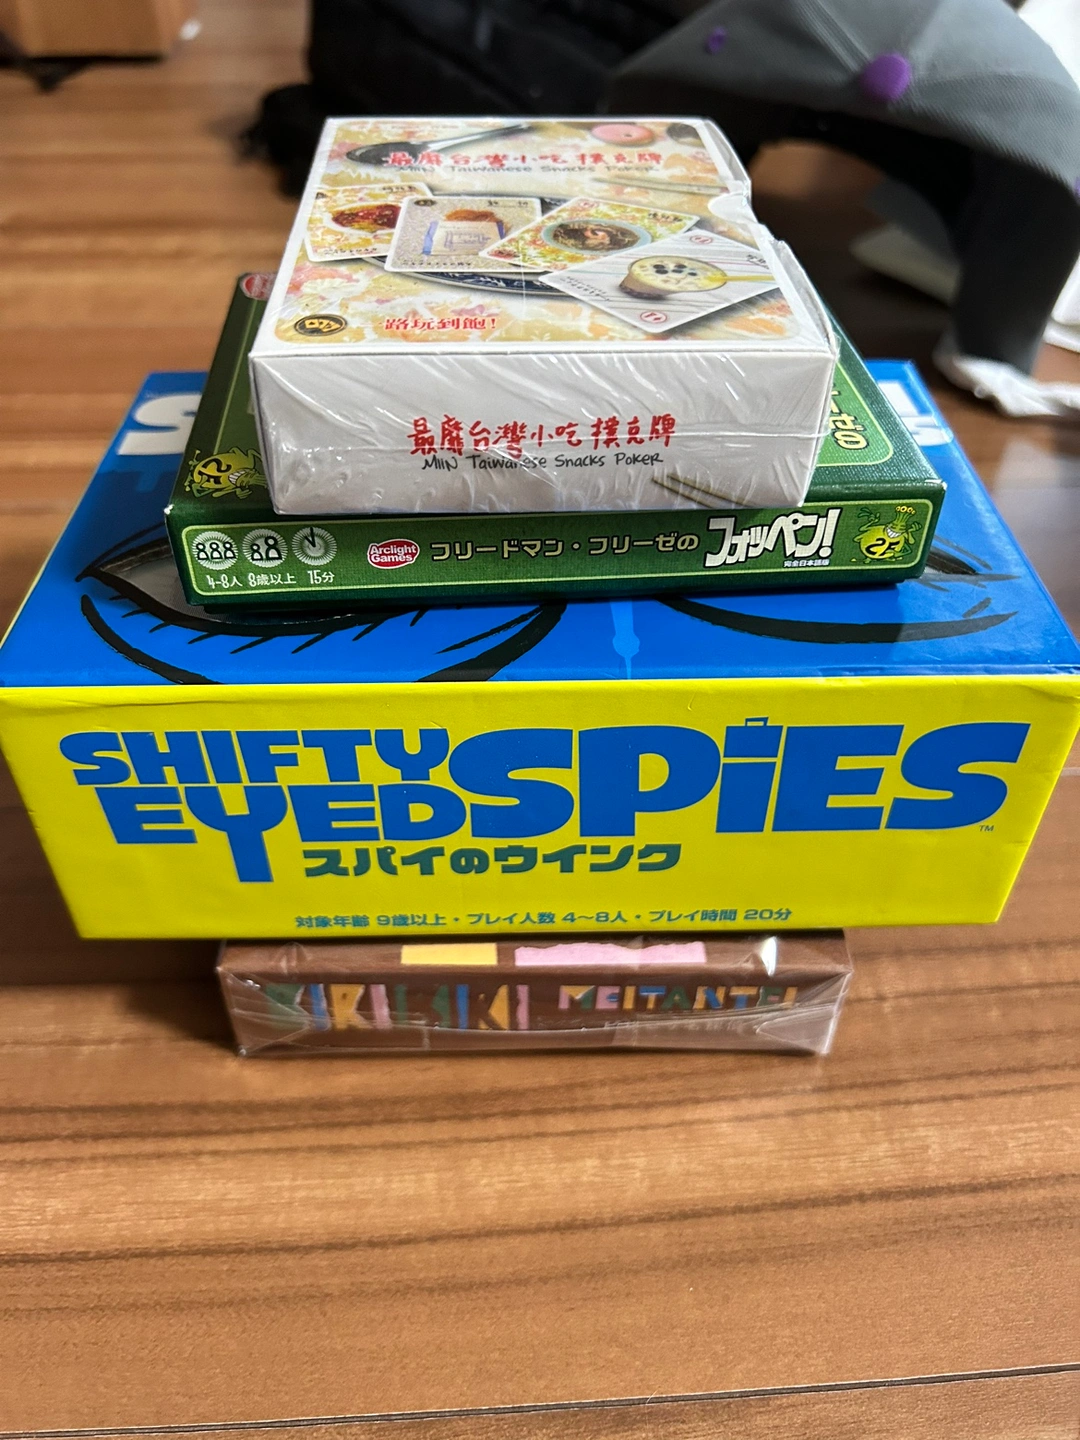 最靡台灣小吃 撲克牌
MIIN Taiwanese Snacks Poker
一路玩到飽!
最靡台灣小吃 撲克牌
MIIN Taiwanese Snacks Poker
ーゼの
4-8人 8歳以上 15分
Arclight Games
フリードマン・フリーゼの
フォッペン!
完全日本語版
SHIFTY
EYED SPiES™
スパイのウインク
対象年齢 9歳以上・プレイ人数 4〜8人・プレイ時間 20分
MEITANTEI